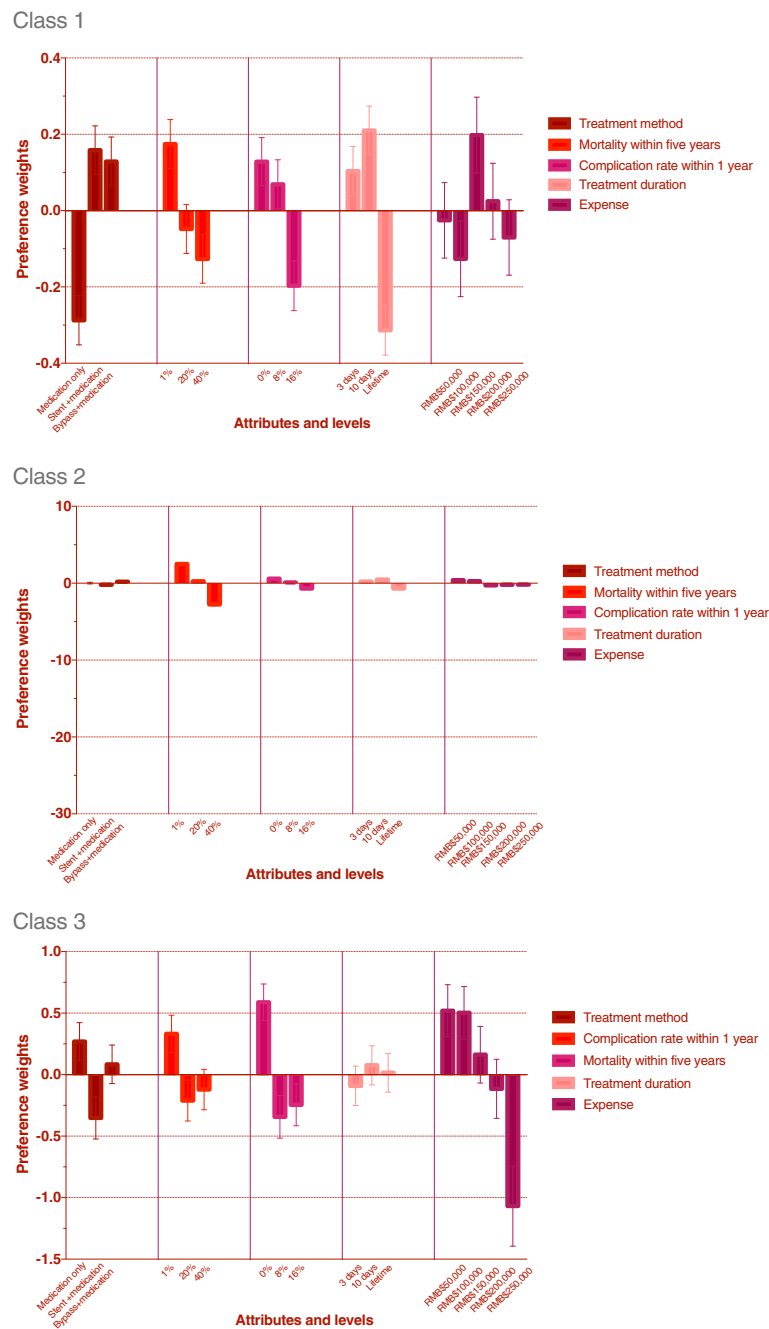 Class 1
0.4
0.2
0.0
-0.2
-0.4
Preference weights
Medication only
Stent +medication
Bypass+medication
1%
20%
40%
0%
8%
16%
3 days
10 days
Lifetime
RMB$50,000
RMB$100,000
RMB$150,000
RMB$200,000
RMB$250,000
Attributes and levels
Treatment method
Mortality within five years
Complication rate within 1 year
Treatment duration
Expense
Class 2
10
0
-10
-20
-30
Preference weights
Medication only
Stent +medication
Bypass+medication
1%
20%
40%
0%
8%
16%
3 days
10 days
Lifetime
RMB$50,000
RMB$100,000
RMB$150,000
RMB$200,000
RMB$250,000
Attributes and levels
Treatment method
Mortality within five years
Complication rate within 1 year
Treatment duration
Expense
Class 3
1.0
0.5
0.0
-0.5
-1.0
-1.5
Preference weights
Medication only
Stent +medication
Bypass+medication
1%
20%
40%
0%
8%
16%
3 days
10 days
Lifetime
RMB$50,000
RMB$100,000
RMB$150,000
RMB$200,000
RMB$250,000
Attributes and levels
Treatment method
Complication rate within 1 year
Mortality within five years
Treatment duration
Expense